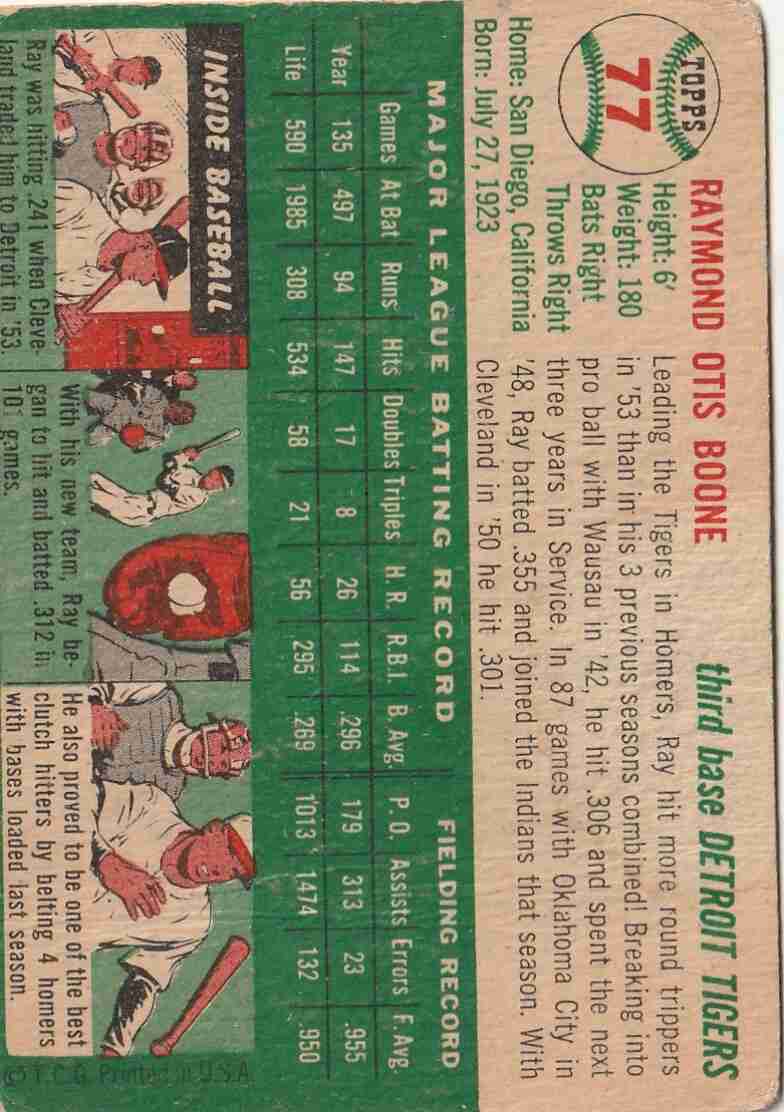 TOPPS
77
RAYMOND OTIS BOONE
third base DETROIT TIGERS
Height: 6'
Weight: 180
Bats Right
Throws Right
Home: San Diego, California
Born: July 27, 1923
Leading the Tigers in Homers, Ray hit more round trippers
in '53 than in his 3 previous seasons combined! Breaking into
pro ball with Wausau in '42, he hit .306 and spent the next
three years in Service. In 87 games with Oklahoma City in
'48, Ray batted .355 and joined the Indians that season. With
Cleveland in '50 he hit .301.
MAJOR LEAGUE BATTING RECORD FIELDING RECORD
Games At Bat Runs Hits Doubles Triples H. R. R.B.I. B. Avg. P. O. Assists Errors F. Avg.
Year 135 497 94 147 17 8 26 114 .296 179 313 23 .955
Life 590 1985 308 534 58 21 56 295 .269 1013 1474 132 .950
INSIDE BASEBALL
Ray was hitting .241 when Cleve-
land traded him to Detroit in '53.
With his new team, Ray be-
gan to hit and batted .312 in
101 games.
He also proved to be one of the best
clutch hitters by belting 4 homers
with bases loaded last season.
© T. C. G. Printed in U.S.A.